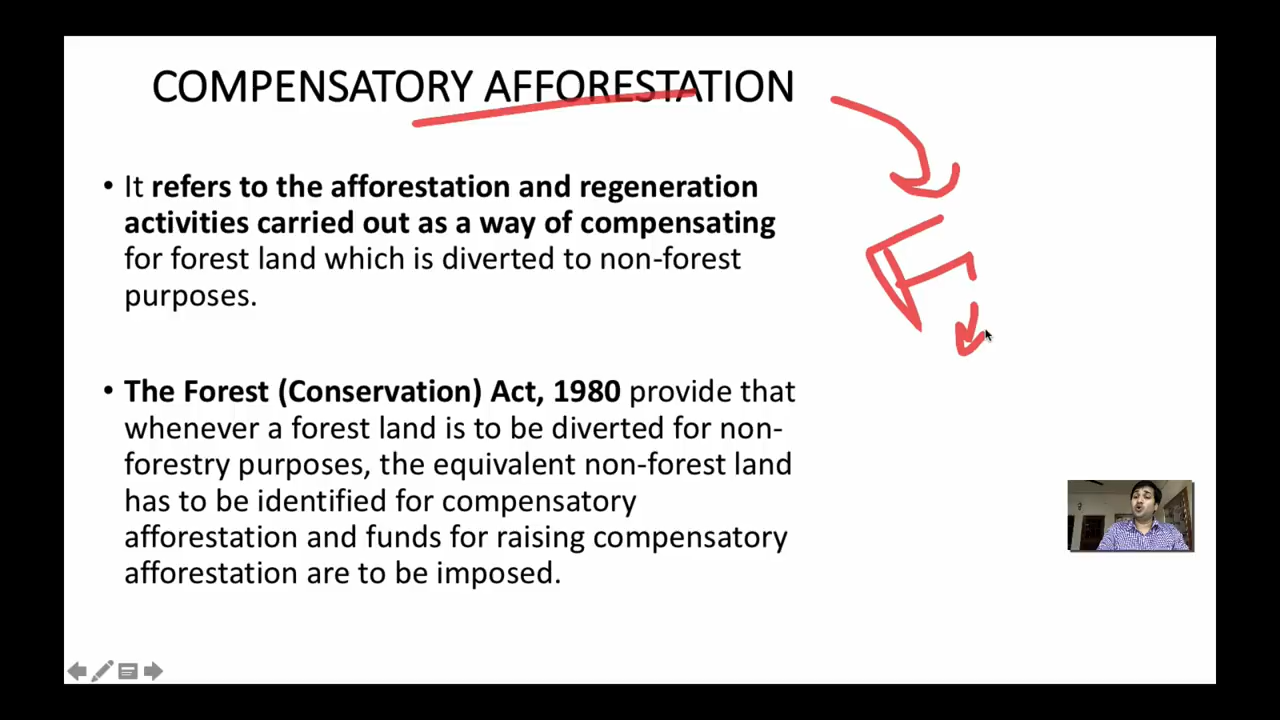 COMPENSATORY AFFORESTATION
• It refers to the afforestation and regeneration
activities carried out as a way of compensating
for forest land which is diverted to non-forest
purposes.
• The Forest (Conservation) Act, 1980 provide that
whenever a forest land is to be diverted for non-
forestry purposes, the equivalent non-forest land
has to be identified for compensatory
afforestation and funds for raising compensatory
afforestation are to be imposed.